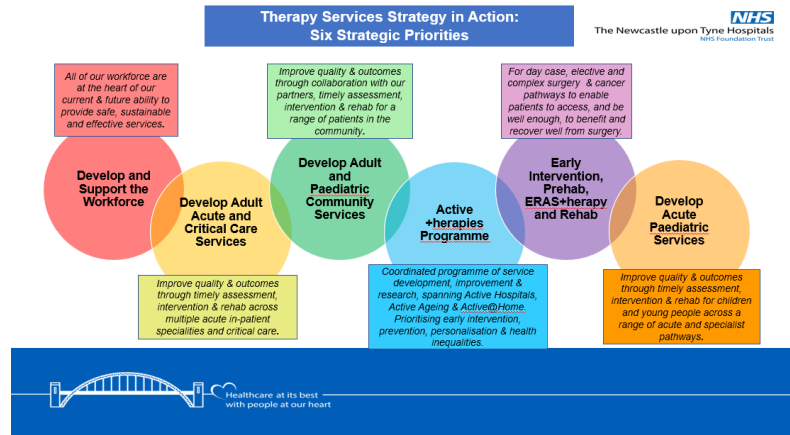 Therapy Services Strategy in Action:
Six Strategic Priorities
NHS
The Newcastle upon Tyne Hospitals
NHS Foundation Trust
All of our workforce are
at the heart of our
current & future ability to
provide safe, sustainable
and effective services.
Improve quality & outcomes
through collaboration with our
partners, timely assessment,
intervention & rehab for a
range of patients in the
community.
For day case, elective and
complex surgery & cancer
pathways to enable
patients to access, and be
well enough, to benefit and
recover well from surgery.
Develop and
Support the
Workforce
Develop Adult
Acute and
Critical Care
Services
Develop Adult
and
Paediatric
Community
Services
Active
+herapies
Programme
Early
Intervention,
Prehab,
ERAS+herapy
and Rehab
Develop
Acute
Paediatric
Services
Improve quality & outcomes
through timely assessment,
intervention & rehab across
multiple acute in-patient
specialities and critical care.
Coordinated programme of service
development, improvement &
research, spanning Active Hospitals,
Active Ageing & Active@Home.
Prioritising early intervention,
prevention, personalisation & health
inequalities.
Improve quality & outcomes
through timely assessment,
intervention & rehab for children
and young people across a
range of acute and specialist
pathways.
Healthcare at its best
with people at our heart